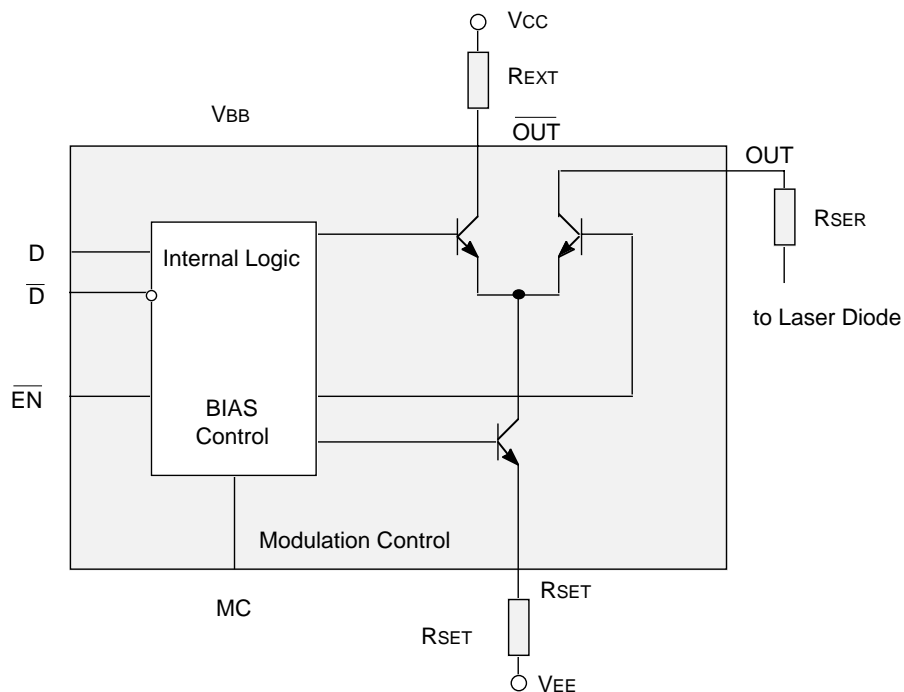 VCC
REXT
VBB
OUT
OUT
RSER
D
Internal Logic
D
to Laser Diode
EN
BIAS
Control
Modulation Control
RSET
MC
RSET
VEE